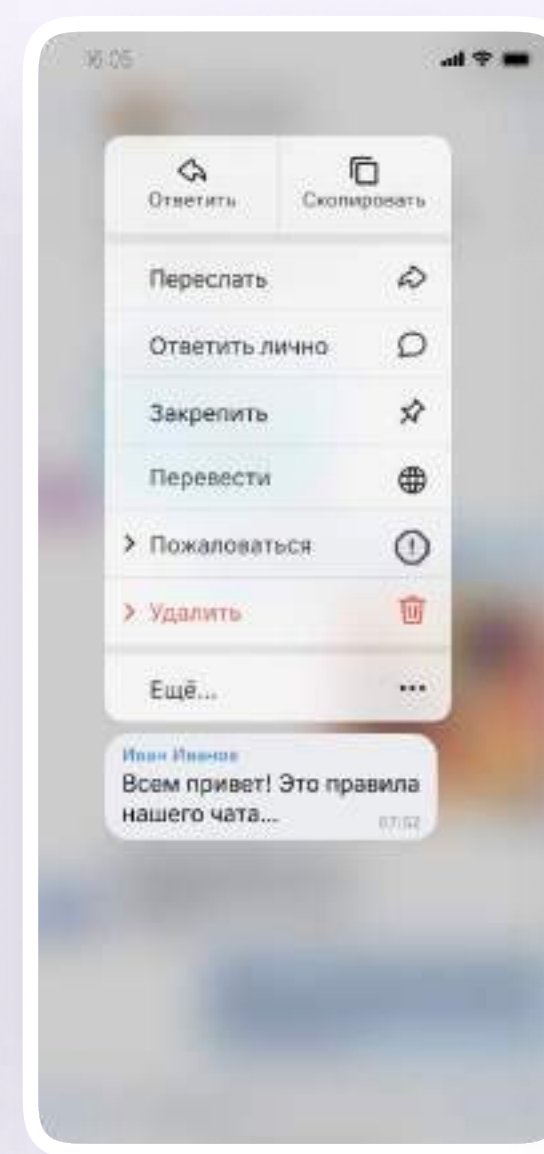 16:05
Ответить
Скопировать
Переслать
Ответить лично
Закрепить
Перевести
Пожаловаться
Удалить
Ещё...
Иван Иванов
Всем привет! Это правила
нашего чата...
07:52